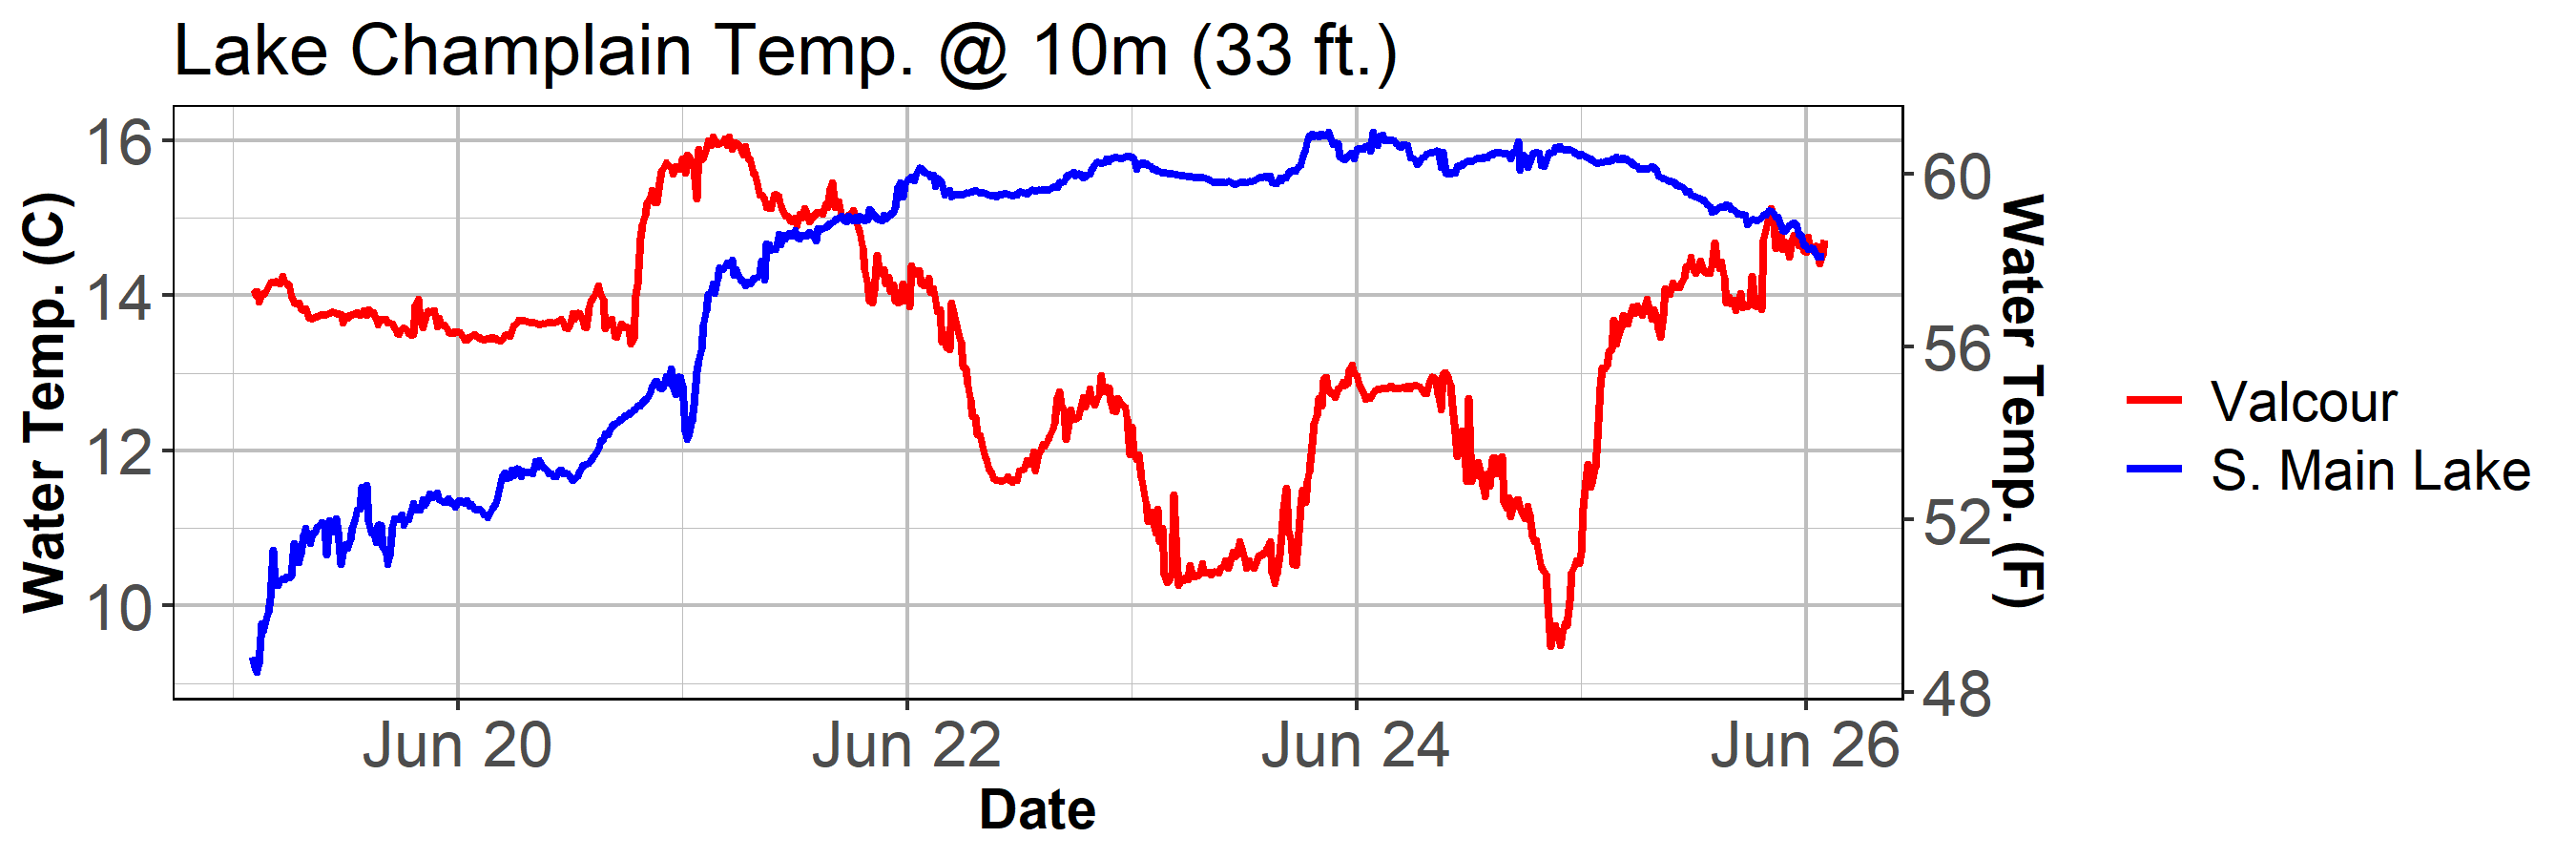 Lake Champlain Temp. @ 10m (33 ft.)
Water Temp. (C)
16
14
12
10
60
56
52
48
Water Temp. (F)
Jun 20
Jun 22
Jun 24
Jun 26
Date
Valcour
S. Main Lake